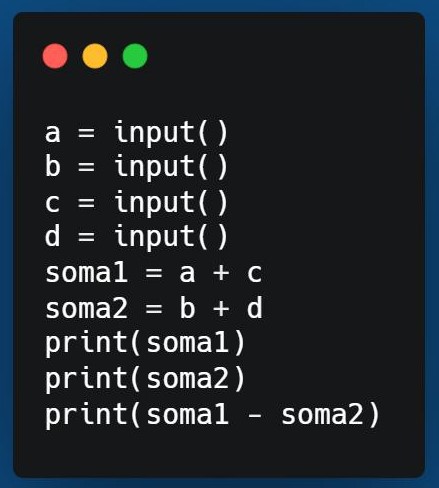 a = input()
b = input()
c = input()
d = input()
soma1 = a + c
soma2 = b + d
print(soma1)
print(soma2)
print(soma1 - soma2)